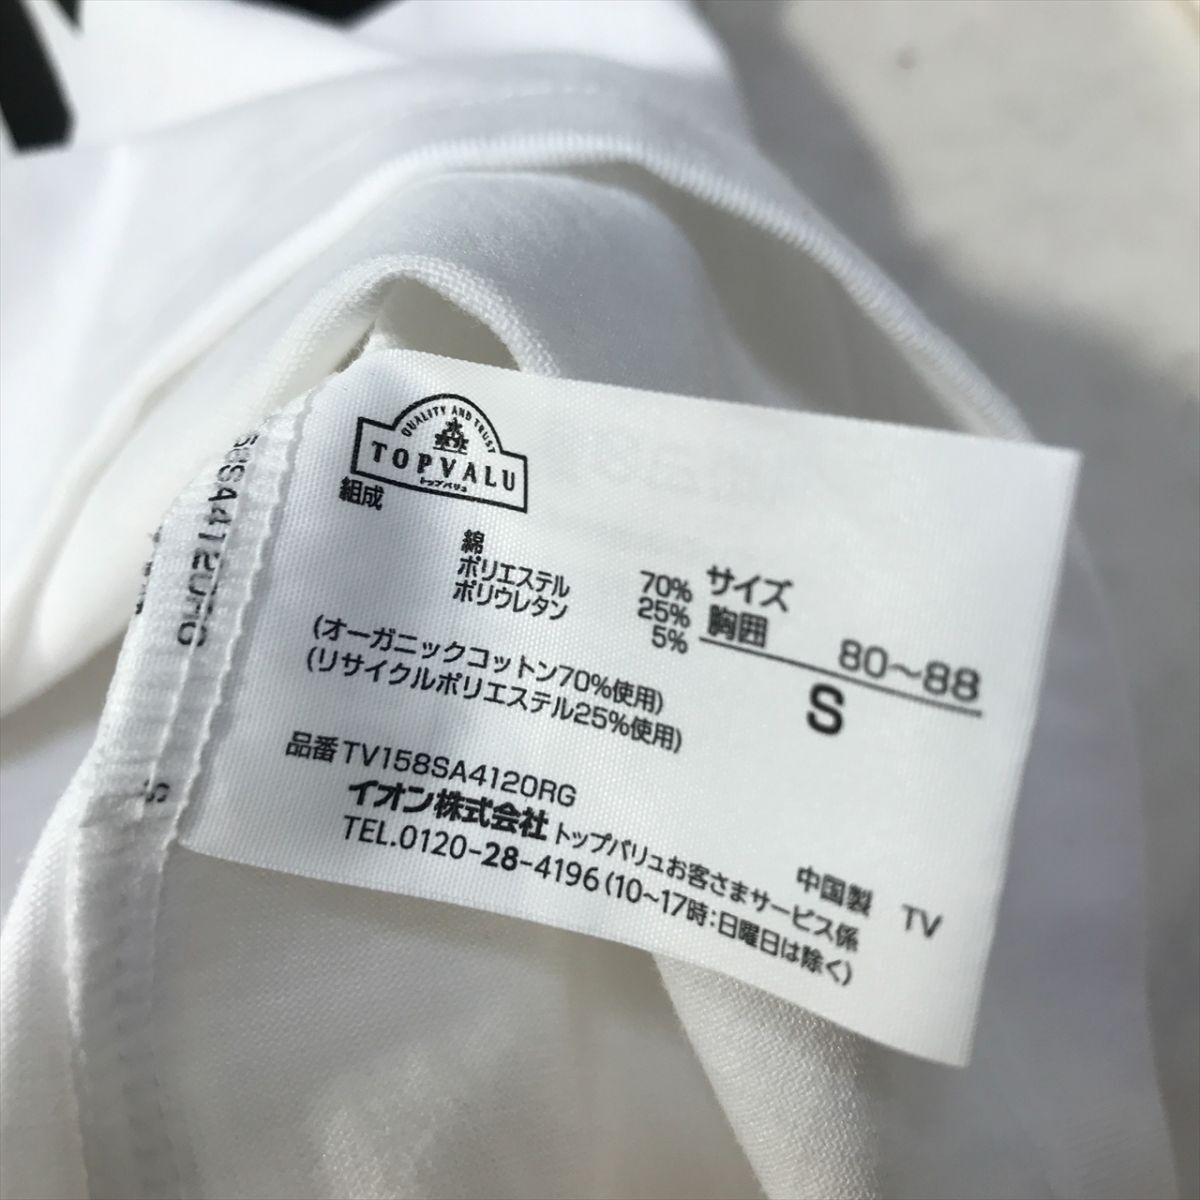 QUALITY AND TRUST
TOPVALU
トップバリュ
組成
綿 70%
ポリエステル 25%
ポリウレタン 5%
(オーガニックコットン70%使用)
(リサイクルポリエステル25%使用)
サイズ
胸囲 80～88
S
品番TV158SA4120RG
イオン株式会社 トップバリュお客さまサービス係
TEL.0120-28-4196(10～17時:日曜日は除く)
中国製 TV
S